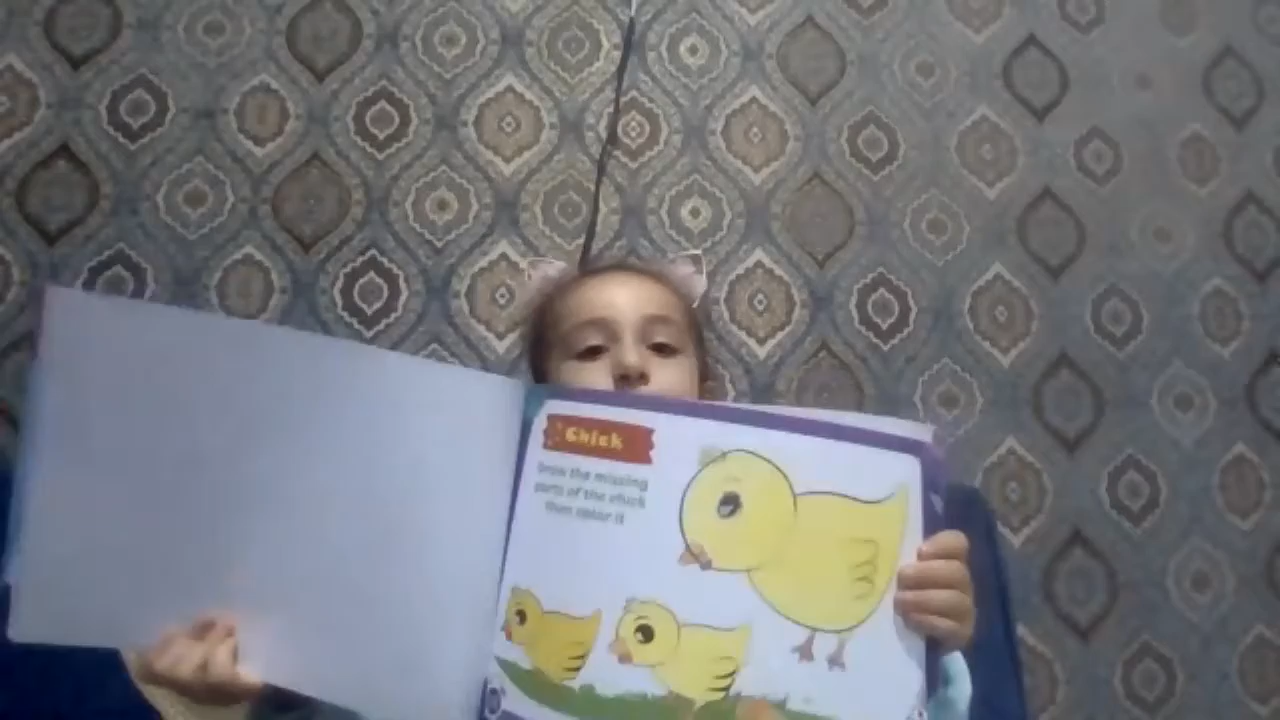 Chick
Draw the missing
parts of the chick
then color it